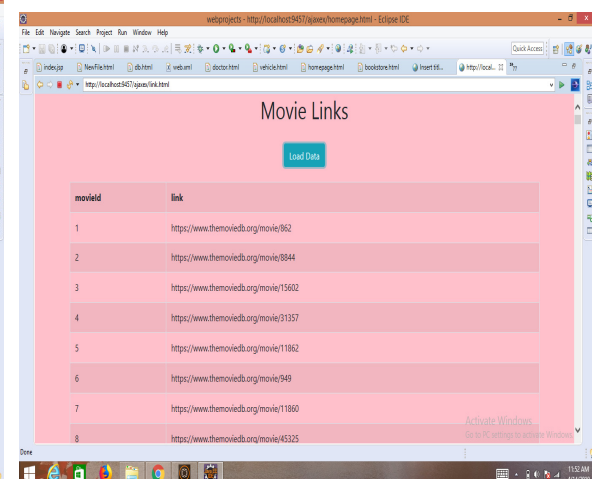 webprojects - http://localhost:9457/ajaxes/homepage.html - Eclipse IDE
File Edit Navigate Search Project Run Window Help
Quick Access
index.jsp NewFile.html db.html web.xml doctor.html vehicle.html homepage.html bookstore.html Insert titl... http://local...
http://localhost:9457/ajaxes/link.html
Movie Links
Load Data
movieId link
1 https://www.themoviedb.org/movie/862
2 https://www.themoviedb.org/movie/8844
3 https://www.themoviedb.org/movie/15602
4 https://www.themoviedb.org/movie/31357
5 https://www.themoviedb.org/movie/11862
6 https://www.themoviedb.org/movie/949
7 https://www.themoviedb.org/movie/11860
8 https://www.themoviedb.org/movie/45325
Activate Windows
Go to PC settings to activate Windows.
Done
11:52 AM